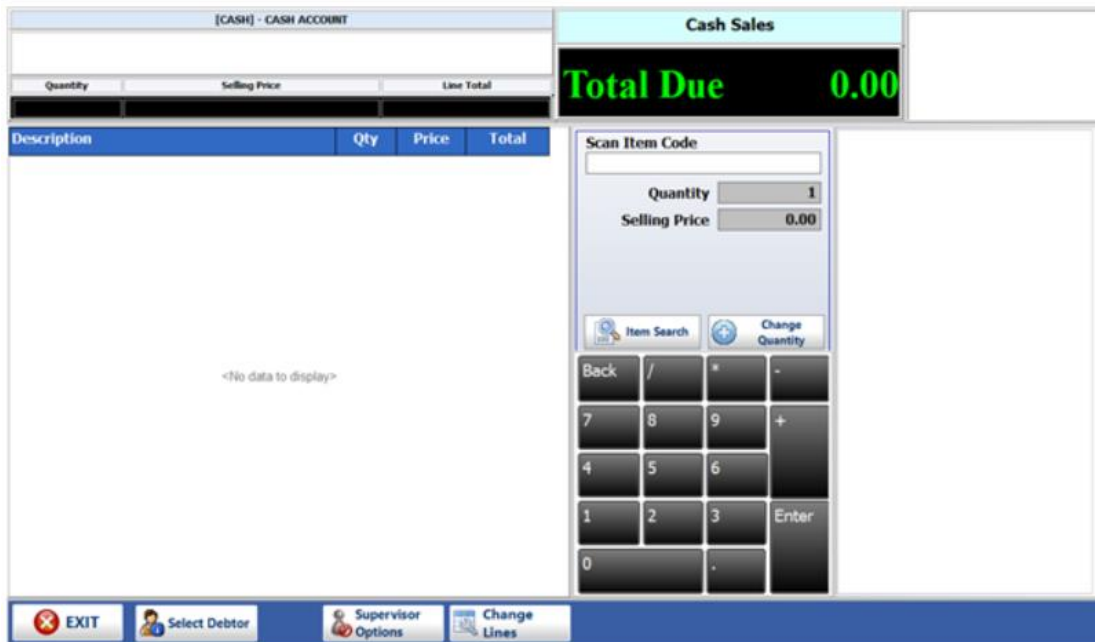 [CASH] - CASH ACCOUNT
Quantity Selling Price Line Total
Cash Sales
Total Due 0.00
Description Qty Price Total
<No data to display>
Scan Item Code
Quantity 1
Selling Price 0.00
Item Search
Change
Quantity
Back / * -
7 8 9 +
4 5 6
1 2 3 Enter
0 .
EXIT
Select Debtor
Supervisor
Options
Change
Lines